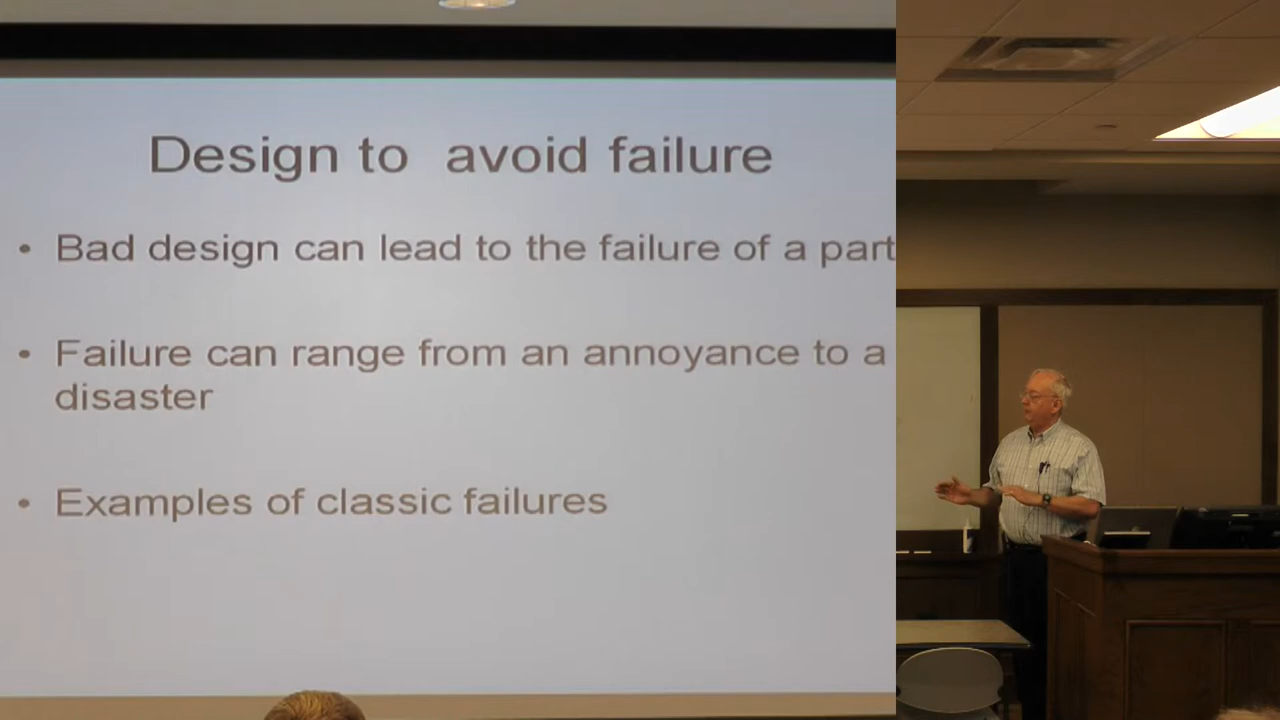 Design to avoid failure
• Bad design can lead to the failure of a part
• Failure can range from an annoyance to a
disaster
• Examples of classic failures